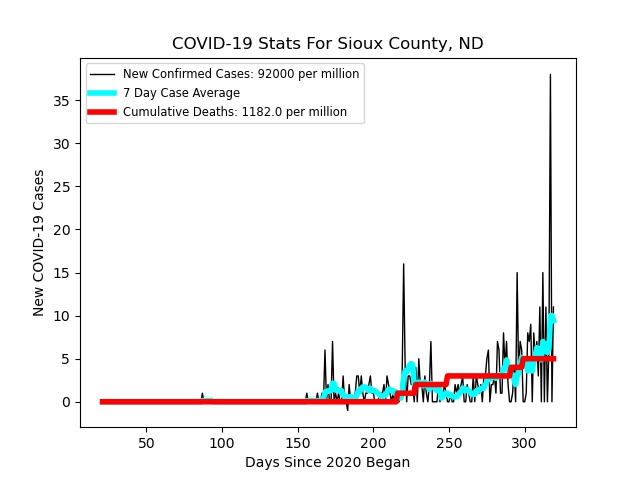 COVID-19 Stats For Sioux County, ND
New Confirmed Cases: 92000 per million
7 Day Case Average
Cumulative Deaths: 1182.0 per million
New COVID-19 Cases
35
30
25
20
15
10
5
0
50 100 150 200 250 300
Days Since 2020 Began